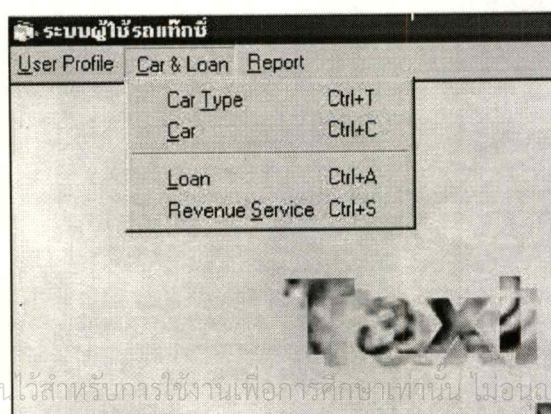 ระบบผู้ใช้รถแท็กซี่
User Profile Car & Loan Report
Car Type Ctrl+T
Car Ctrl+C
Loan Ctrl+A
Revenue Service Ctrl+S
Taxi
นไว้สำหรับการใช้งานเพื่อการศึกษาเท่านั้น ไม่อนุญ